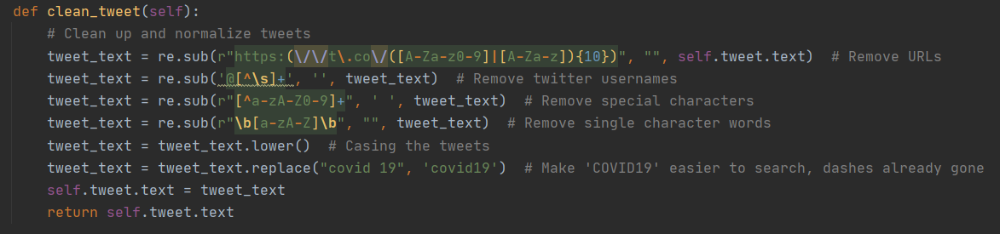 def clean_tweet(self):
    # Clean up and normalize tweets
    tweet_text = re.sub(r"https:(\/\/t\.co\/([A-Za-z0-9]|[A-Za-z]){10})", "", self.tweet.text)  # Remove URLs
    tweet_text = re.sub('@[^\s]+', '', tweet_text)  # Remove twitter usernames
    tweet_text = re.sub(r"[^a-zA-Z0-9]+", ' ', tweet_text)  # Remove special characters
    tweet_text = re.sub(r"\b[a-zA-Z]\b", "", tweet_text)  # Remove single character words
    tweet_text = tweet_text.lower()  # Casing the tweets
    tweet_text = tweet_text.replace("covid 19", 'covid19')  # Make 'COVID19' easier to search, dashes already gone
    self.tweet.text = tweet_text
    return self.tweet.text